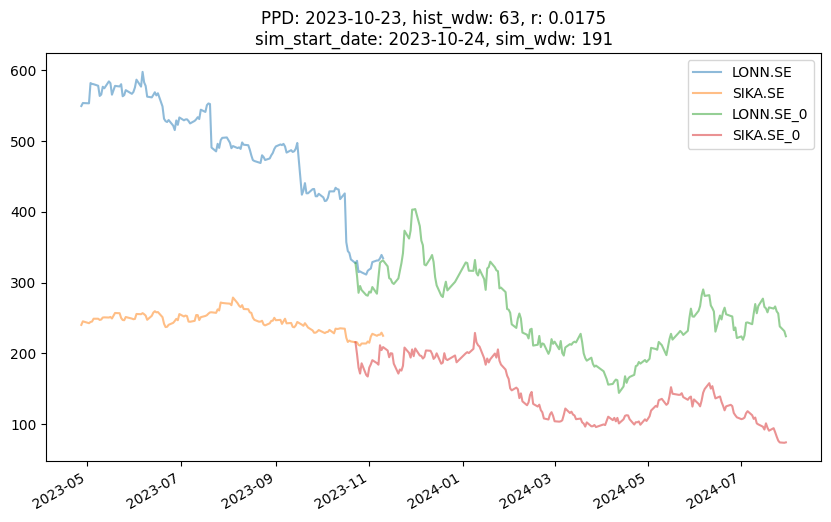 PPD: 2023-10-23, hist_wdw: 63, r: 0.0175
sim_start_date: 2023-10-24, sim_wdw: 191
LONN.SE
SIKA.SE
LONN.SE_0
SIKA.SE_0
600
500
400
300
200
100
2023-05
2023-07
2023-09
2023-11
2024-01
2024-03
2024-05
2024-07